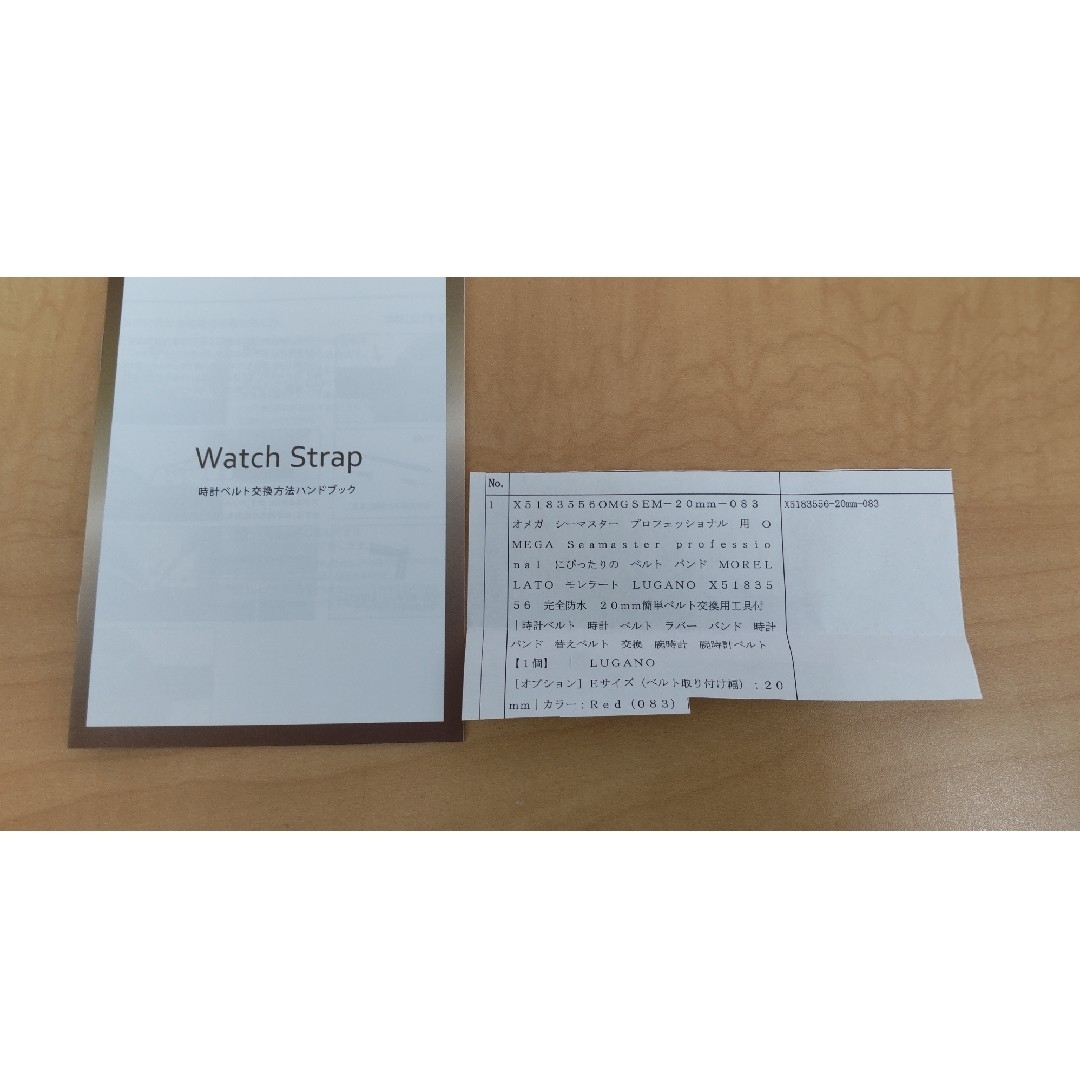 Watch Strap
時計ベルト交換方法ハンドブック
No.
1 X5183556OMGSEM-20mm-083
オメガ シーマスター プロフェッショナル 用 O
MEGA Seamaster professio
nal にぴったりの ベルト バンド MOREL
LATO モレラート LUGANO X51835
56 完全防水 20mm簡単ベルト交換用工具付
|時計ベルト 時計 ベルト ラバー バンド 時計
バンド 替えベルト 交換 腕時計 腕時計ベルト
【1個】 | LUGANO
[オプション] Eサイズ（ベルト取り付け幅）:20
mm|カラー:Red（083）
X5183556-20mm-083